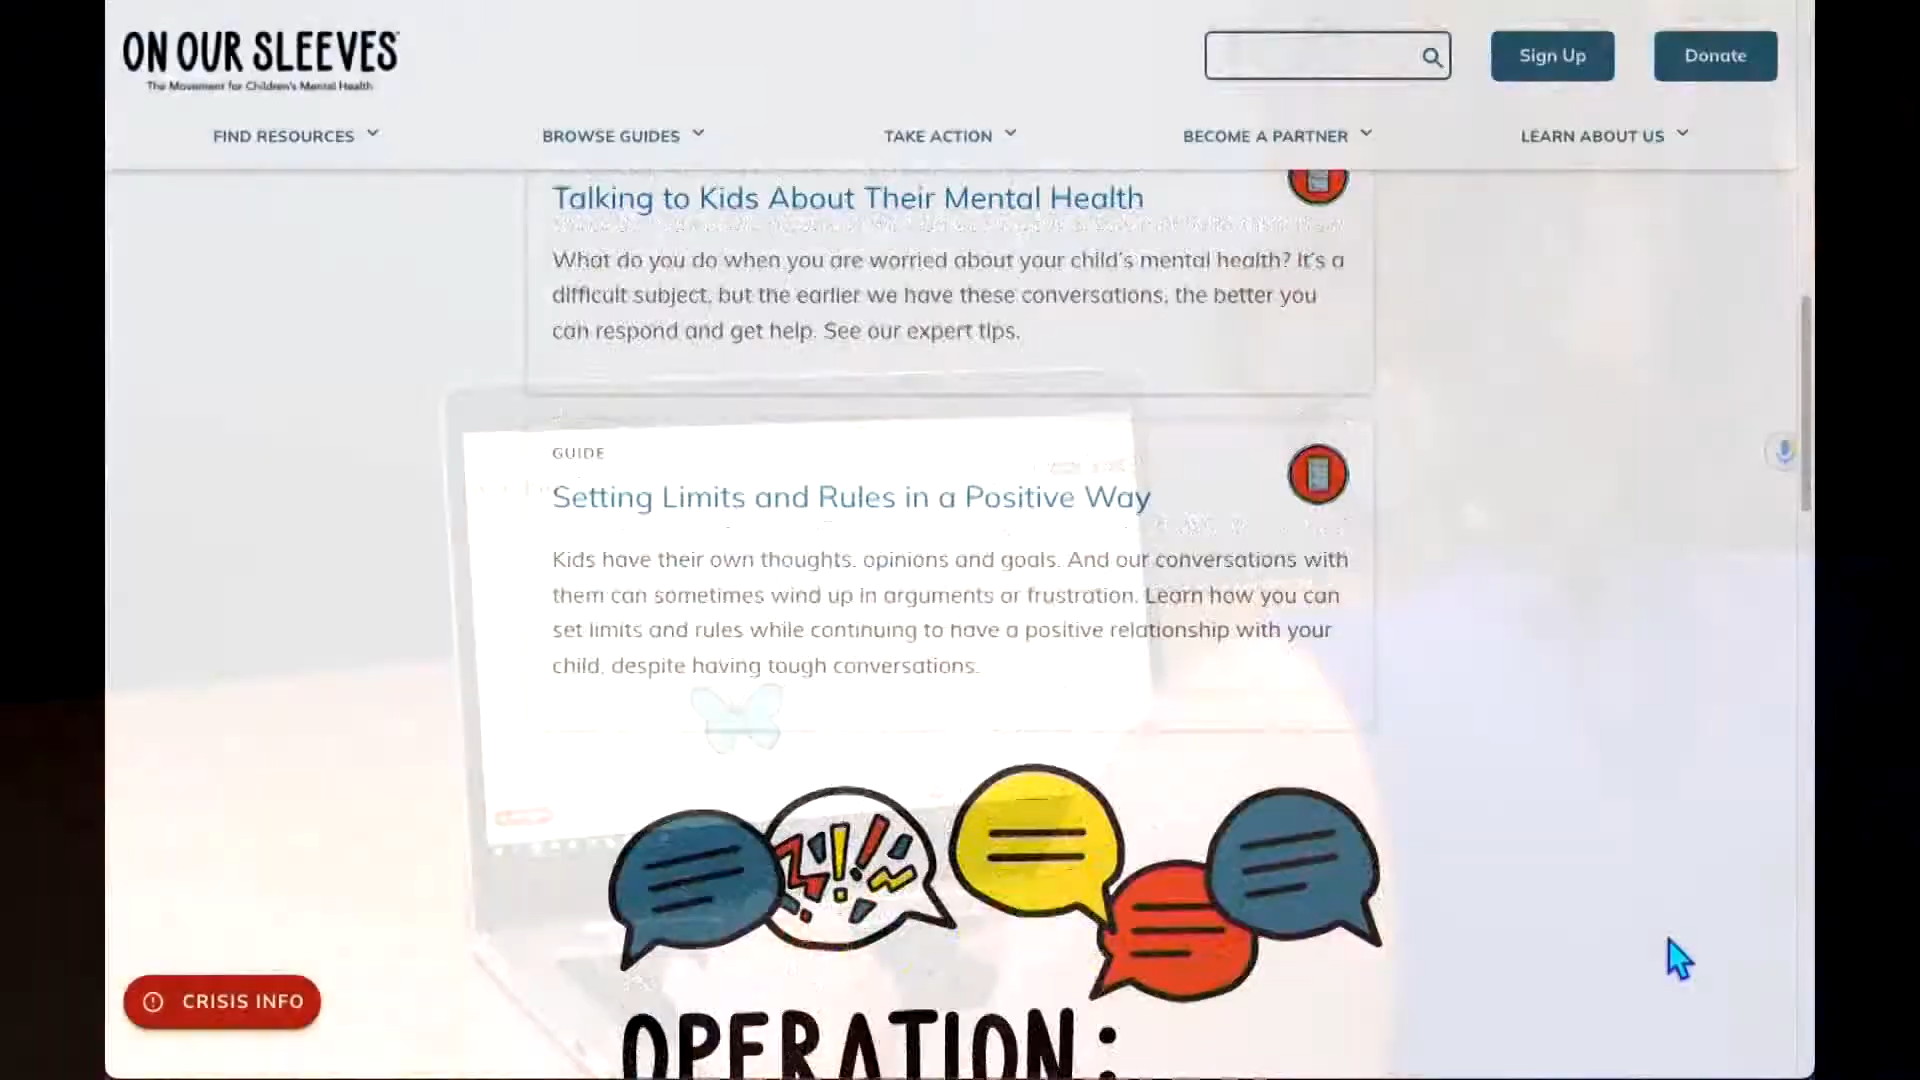 ON OUR SLEEVES
The Movement for Children's Mental Health
Sign Up
Donate
FIND RESOURCES
BROWSE GUIDES
TAKE ACTION
BECOME A PARTNER
LEARN ABOUT US
Talking to Kids About Their Mental Health
What do you do when you are worried about your child's mental health? It's a
difficult subject, but the earlier we have these conversations, the better you
can respond and get help. See our expert tips.
GUIDE
Setting Limits and Rules in a Positive Way
Kids have their own thoughts, opinions and goals. And our conversations with
them can sometimes wind up in arguments or frustration. Learn how you can
set limits and rules while continuing to have a positive relationship with your
child, despite having tough conversations.
CRISIS INFO
OPERATION: